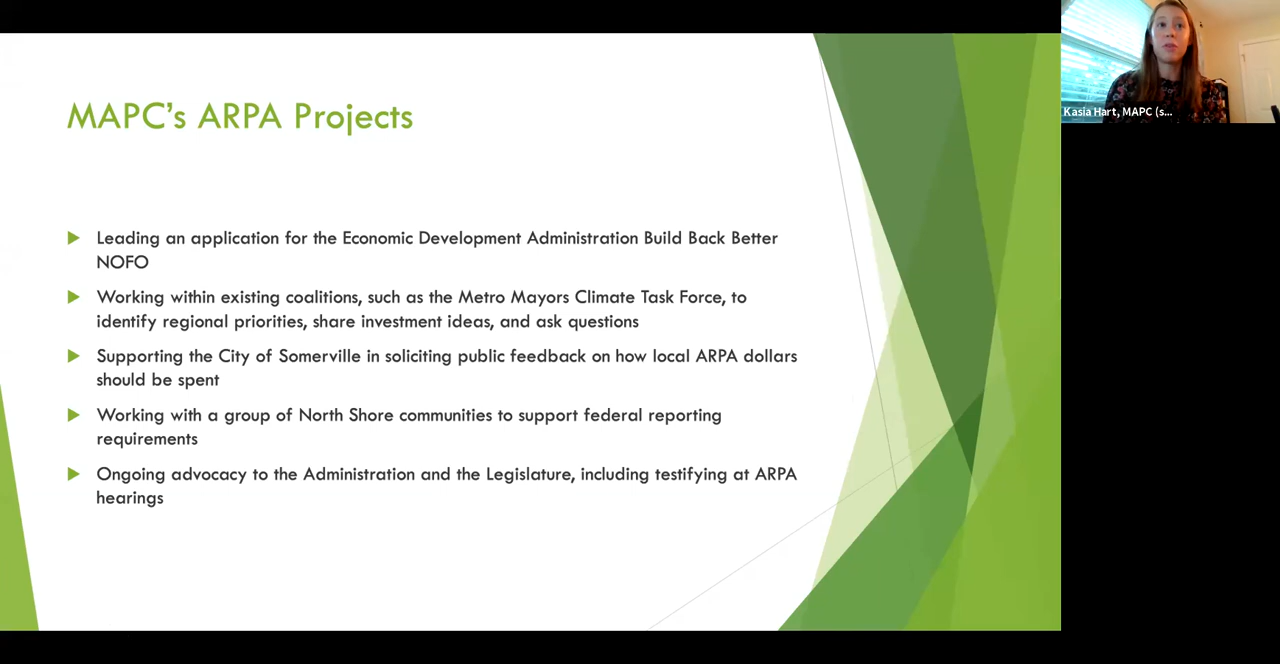 MAPC's ARPA Projects
Leading an application for the Economic Development Administration Build Back Better
NOFO
Working within existing coalitions, such as the Metro Mayors Climate Task Force, to
identify regional priorities, share investment ideas, and ask questions
Supporting the City of Somerville in soliciting public feedback on how local ARPA dollars
should be spent
Working with a group of North Shore communities to support federal reporting
requirements
Ongoing advocacy to the Administration and the Legislature, including testifying at ARPA
hearings
Kasia Hart, MAPC (s...